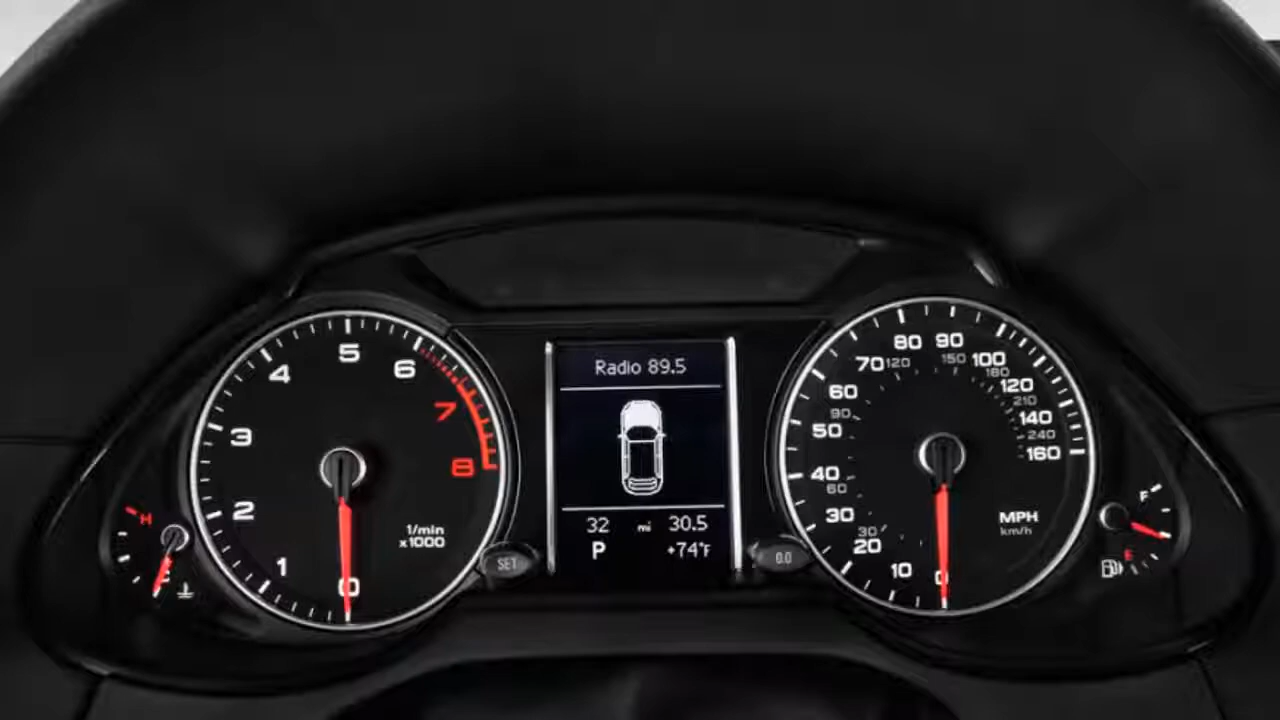 5
4
6
3
7
2
8
1
0
1/min
x1000
H
SET
Radio 89.5
32 mi 30.5
P +74°F
0.0
80 90
70 120 150 100
180
60 120
90 210
50 140
240
40 160
60
30 MPH
30 km/h
20
10 0
F
E